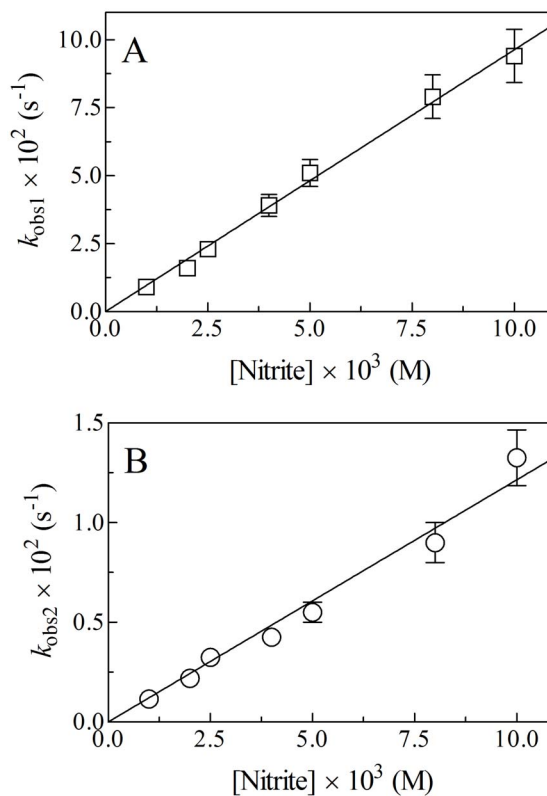 A
k_obs1 × 10² (s⁻¹)
10.0
7.5
5.0
2.5
0.0
0.0 2.5 5.0 7.5 10.0
[Nitrite] × 10³ (M)
B
k_obs2 × 10² (s⁻¹)
1.5
1.0
0.5
0.0
0.0 2.5 5.0 7.5 10.0
[Nitrite] × 10³ (M)